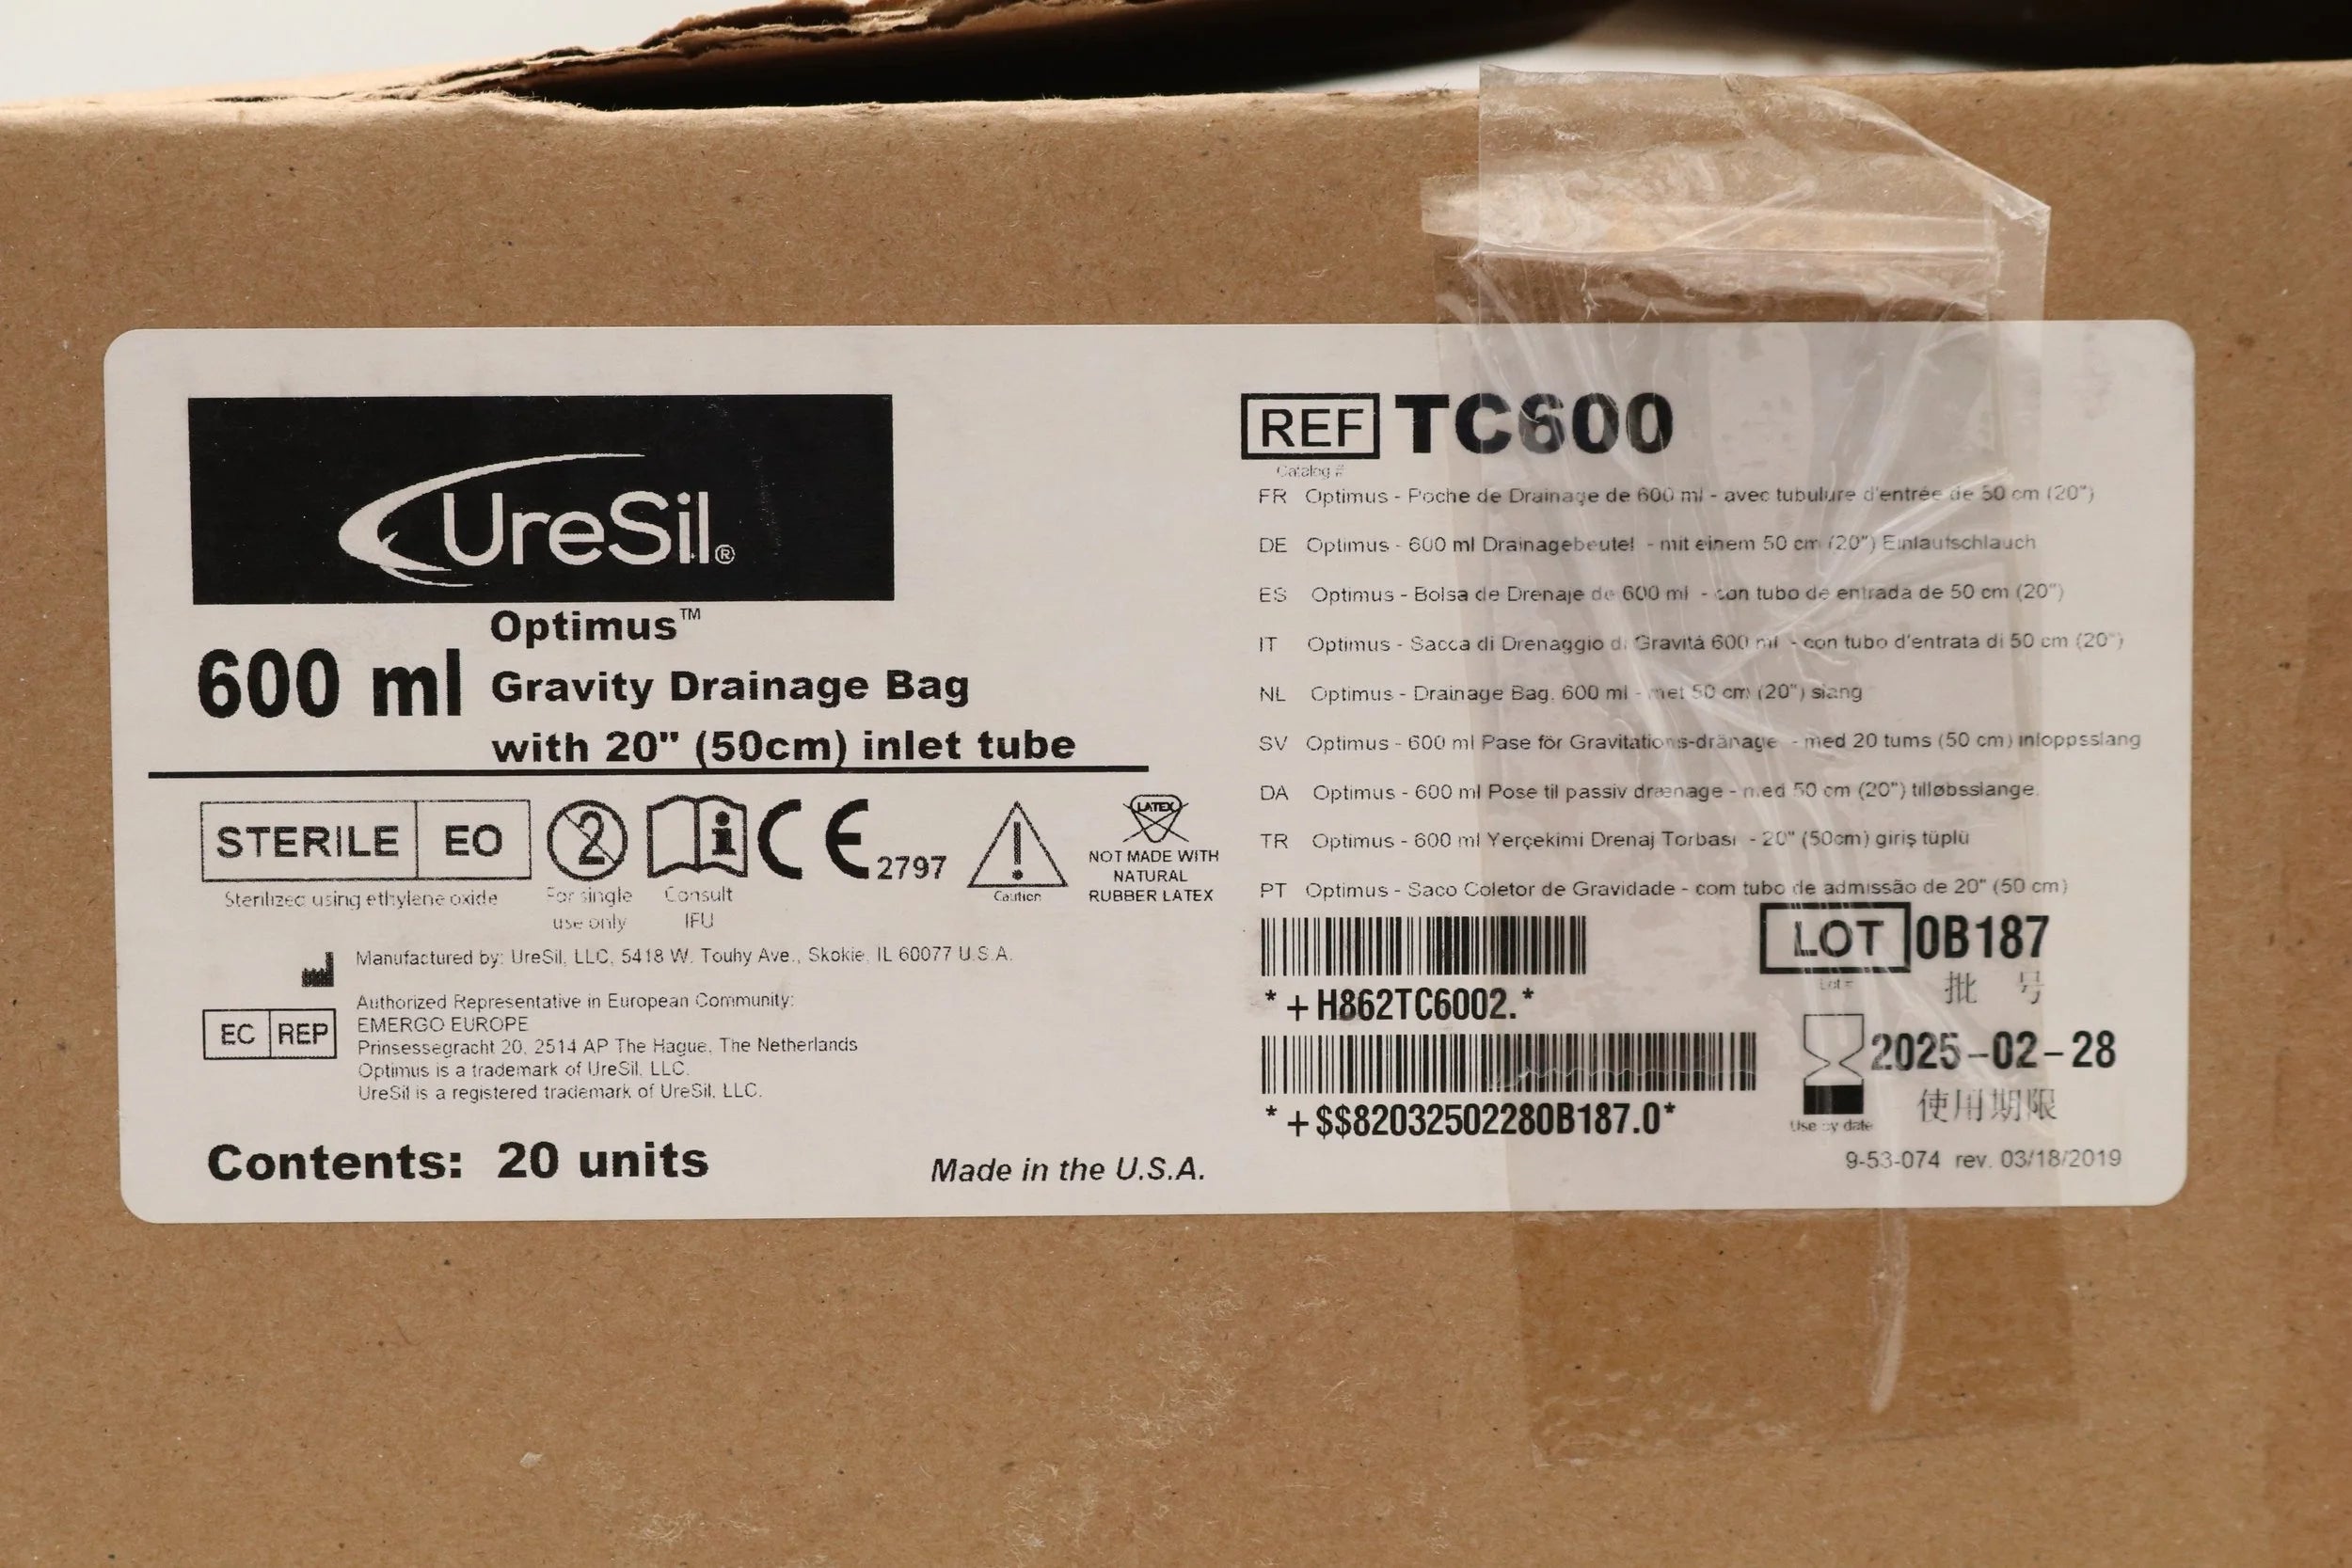 UreSil®
Optimus™
600 ml Gravity Drainage Bag
with 20" (50cm) inlet tube
STERILE EO
Sterilized using ethylene oxide
2
For single
use only
i
Consult
IFU
CE 2797
!
Caution
LATEX
NOT MADE WITH
NATURAL
RUBBER LATEX
Manufactured by: UreSil, LLC, 5418 W. Touhy Ave., Skokie, IL 60077 U.S.A.
EC REP
Authorized Representative in European Community:
EMERGO EUROPE
Prinsessegracht 20, 2514 AP The Hague, The Netherlands
Optimus is a trademark of UreSil, LLC.
UreSil is a registered trademark of UreSil, LLC.
Contents: 20 units
Made in the U.S.A.
REF TC600
Catalog #
FR Optimus - Poche de Drainage de 600 ml - avec tubulure d'entrée de 50 cm (20")
DE Optimus - 600 ml Drainagebeutel - mit einem 50 cm (20") Einlaufschlauch
ES Optimus - Bolsa de Drenaje de 600 ml - con tubo de entrada de 50 cm (20")
IT Optimus - Sacca di Drenaggio di Gravitá 600 ml - con tubo d'entrata di 50 cm (20")
NL Optimus - Drainage Bag, 600 ml - met 50 cm (20") slang
SV Optimus - 600 ml Pase för Gravitations-dränage - med 20 tums (50 cm) inloppsslang
DA Optimus - 600 ml Pose til passiv drænage - med 50 cm (20") tilløbsslange
TR Optimus - 600 ml Yerçekimi Drenaj Torbası - 20" (50cm) giriş tüplü
PT Optimus - Saco Coletor de Gravidade - com tubo de admissão de 20" (50 cm)
*+H862TC6002.*
LOT 0B187
Lot #
批 号
*+$$82032502280B187.0*
2025-02-28
Use by date
使用期限
9-53-074 rev. 03/18/2019